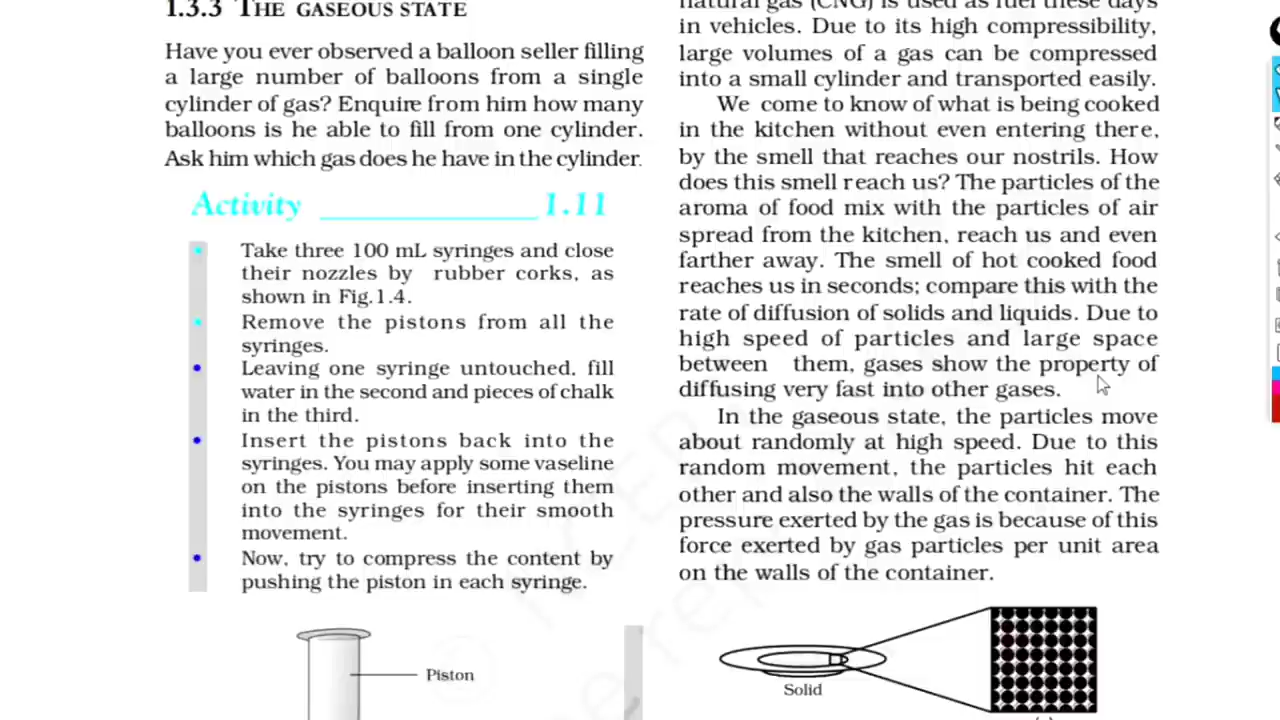 1.3.3 THE GASEOUS STATE
Have you ever observed a balloon seller filling
a large number of balloons from a single
cylinder of gas? Enquire from him how many
balloons is he able to fill from one cylinder.
Ask him which gas does he have in the cylinder.
Activity 1.11
• Take three 100 mL syringes and close
their nozzles by rubber corks, as
shown in Fig.1.4.
• Remove the pistons from all the
syringes.
• Leaving one syringe untouched, fill
water in the second and pieces of chalk
in the third.
• Insert the pistons back into the
syringes. You may apply some vaseline
on the pistons before inserting them
into the syringes for their smooth
movement.
• Now, try to compress the content by
pushing the piston in each syringe.
Piston
natural gas (CNG) is used as fuel these days
in vehicles. Due to its high compressibility,
large volumes of a gas can be compressed
into a small cylinder and transported easily.
We come to know of what is being cooked
in the kitchen without even entering there,
by the smell that reaches our nostrils. How
does this smell reach us? The particles of the
aroma of food mix with the particles of air
spread from the kitchen, reach us and even
farther away. The smell of hot cooked food
reaches us in seconds; compare this with the
rate of diffusion of solids and liquids. Due to
high speed of particles and large space
between them, gases show the property of
diffusing very fast into other gases.
In the gaseous state, the particles move
about randomly at high speed. Due to this
random movement, the particles hit each
other and also the walls of the container. The
pressure exerted by the gas is because of this
force exerted by gas particles per unit area
on the walls of the container.
Solid